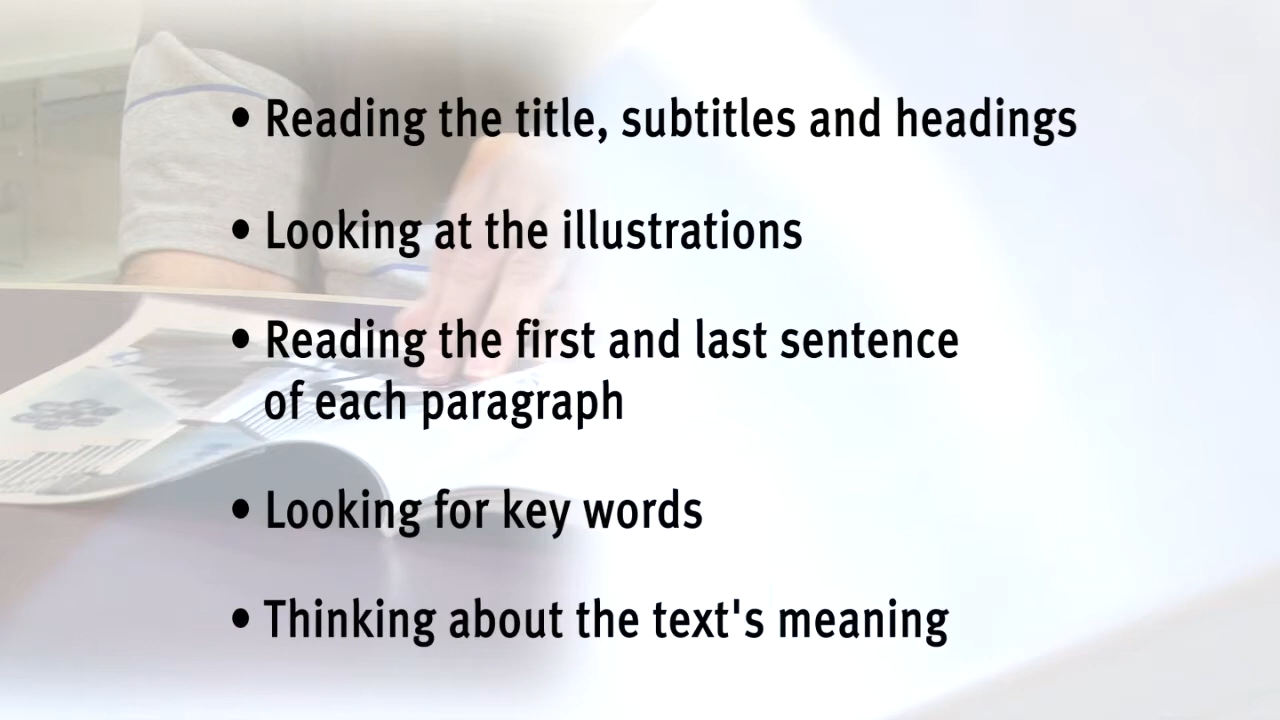 • Reading the title, subtitles and headings
• Looking at the illustrations
• Reading the first and last sentence
of each paragraph
• Looking for key words
• Thinking about the text's meaning